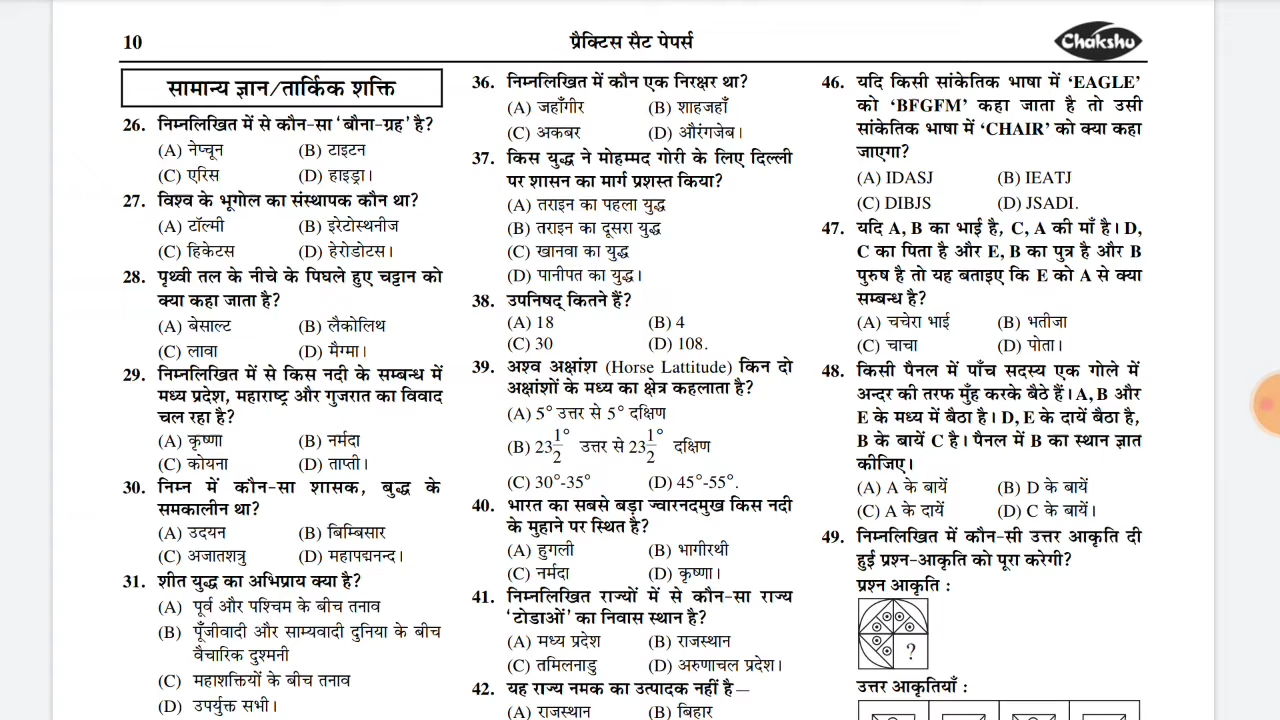 10
प्रैक्टिस सैट पेपर्स
Chakshu
सामान्य ज्ञान/तार्किक शक्ति
26. निम्नलिखित में से कौन-सा 'बौना-ग्रह' है?
(A) नेप्चून (B) टाइटन
(C) एरिस (D) हाइड्रा।
27. विश्व के भूगोल का संस्थापक कौन था?
(A) टॉल्मी (B) इरेटोस्थनीज
(C) हिकेटस (D) हेरोडोटस।
28. पृथ्वी तल के नीचे के पिघले हुए चट्टान को
क्या कहा जाता है?
(A) बेसाल्ट (B) लैकोलिथ
(C) लावा (D) मैग्मा।
29. निम्नलिखित में से किस नदी के सम्बन्ध में
मध्य प्रदेश, महाराष्ट्र और गुजरात का विवाद
चल रहा है?
(A) कृष्णा (B) नर्मदा
(C) कोयना (D) ताप्ती।
30. निम्न में कौन-सा शासक, बुद्ध के
समकालीन था?
(A) उदयन (B) बिम्बिसार
(C) अजातशत्रु (D) महापद्मनन्द।
31. शीत युद्ध का अभिप्राय क्या है?
(A) पूर्व और पश्चिम के बीच तनाव
(B) पूँजीवादी और साम्यवादी दुनिया के बीच
वैचारिक दुश्मनी
(C) महाशक्तियों के बीच तनाव
(D) उपर्युक्त सभी।
36. निम्नलिखित में कौन एक निरक्षर था?
(A) जहाँगीर (B) शाहजहाँ
(C) अकबर (D) औरंगजेब।
37. किस युद्ध ने मोहम्मद गोरी के लिए दिल्ली
पर शासन का मार्ग प्रशस्त किया?
(A) तराइन का पहला युद्ध
(B) तराइन का दूसरा युद्ध
(C) खानवा का युद्ध
(D) पानीपत का युद्ध।
38. उपनिषद् कितने हैं?
(A) 18 (B) 4
(C) 30 (D) 108.
39. अश्व अक्षांश (Horse Lattitude) किन दो
अक्षांशों के मध्य का क्षेत्र कहलाता है?
(A) 5° उत्तर से 5° दक्षिण
(B) 23 1/2° उत्तर से 23 1/2° दक्षिण
(C) 30°-35° (D) 45°-55°.
40. भारत का सबसे बड़ा ज्वारनदमुख किस नदी
के मुहाने पर स्थित है?
(A) हुगली (B) भागीरथी
(C) नर्मदा (D) कृष्णा।
41. निम्नलिखित राज्यों में से कौन-सा राज्य
'टोडाओं' का निवास स्थान है?
(A) मध्य प्रदेश (B) राजस्थान
(C) तमिलनाडु (D) अरुणाचल प्रदेश।
42. यह राज्य नमक का उत्पादक नहीं है—
(A) राजस्थान (B) बिहार
46. यदि किसी सांकेतिक भाषा में 'EAGLE'
को 'BFGFM' कहा जाता है तो उसी
सांकेतिक भाषा में 'CHAIR' को क्या कहा
जाएगा?
(A) IDASJ (B) IEATJ
(C) DIBJS (D) JSADI.
47. यदि A, B का भाई है, C, A की माँ है। D,
C का पिता है और E, B का पुत्र है और B
पुरुष है तो यह बताइए कि E को A से क्या
सम्बन्ध है?
(A) चचेरा भाई (B) भतीजा
(C) चाचा (D) पोता।
48. किसी पैनल में पाँच सदस्य एक गोले में
अन्दर की तरफ मुँह करके बैठे हैं। A, B और
E के मध्य में बैठा है। D, E के दायें बैठा है,
B के बायें C है। पैनल में B का स्थान ज्ञात
कीजिए।
(A) A के बायें (B) D के बायें
(C) A के दायें (D) C के बायें।
49. निम्नलिखित में कौन-सी उत्तर आकृति दी
हुई प्रश्न-आकृति को पूरा करेगी?
प्रश्न आकृति :
?
उत्तर आकृतियाँ :